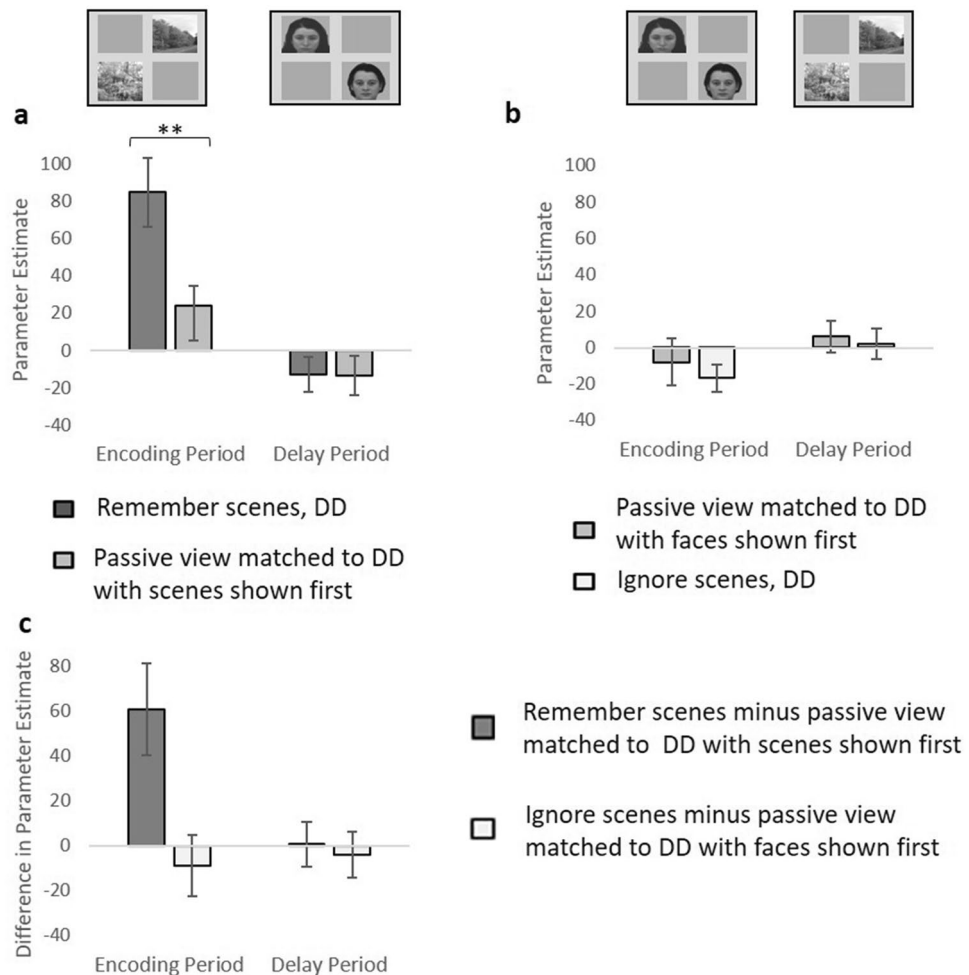 a
**
100
80
60
40
20
0
-20
-40
Parameter Estimate
Encoding Period
Delay Period
Remember scenes, DD
Passive view matched to DD
with scenes shown first
b
100
80
60
40
20
0
-20
-40
Parameter Estimate
Encoding Period
Delay Period
Passive view matched to DD
with faces shown first
Ignore scenes, DD
c
80
60
40
20
0
-20
-40
Difference in Parameter Estimate
Encoding Period
Delay Period
Remember scenes minus passive view
matched to DD with scenes shown first
Ignore scenes minus passive view
matched to DD with faces shown first